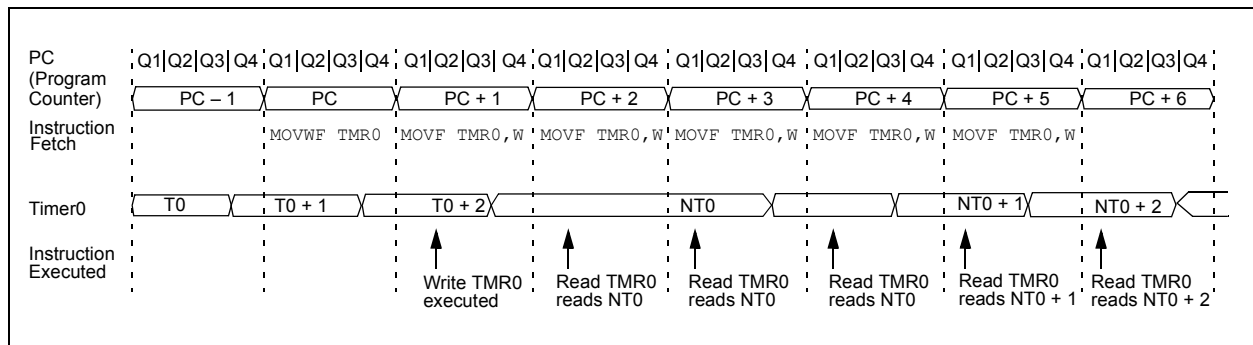 PC
(Program
Counter)
Q1|Q2|Q3|Q4 Q1|Q2|Q3|Q4 Q1|Q2|Q3|Q4 Q1|Q2|Q3|Q4 Q1|Q2|Q3|Q4 Q1|Q2|Q3|Q4 Q1|Q2|Q3|Q4 Q1|Q2|Q3|Q4
PC – 1 PC PC + 1 PC + 2 PC + 3 PC + 4 PC + 5 PC + 6
Instruction
Fetch
MOVWF TMR0 MOVF TMR0,W MOVF TMR0,W MOVF TMR0,W MOVF TMR0,W MOVF TMR0,W
Timer0
T0 T0 + 1 T0 + 2 NT0 NT0 + 1 NT0 + 2
Instruction
Executed
Write TMR0
executed
Read TMR0
reads NT0
Read TMR0
reads NT0
Read TMR0
reads NT0
Read TMR0
reads NT0 + 1
Read TMR0
reads NT0 + 2